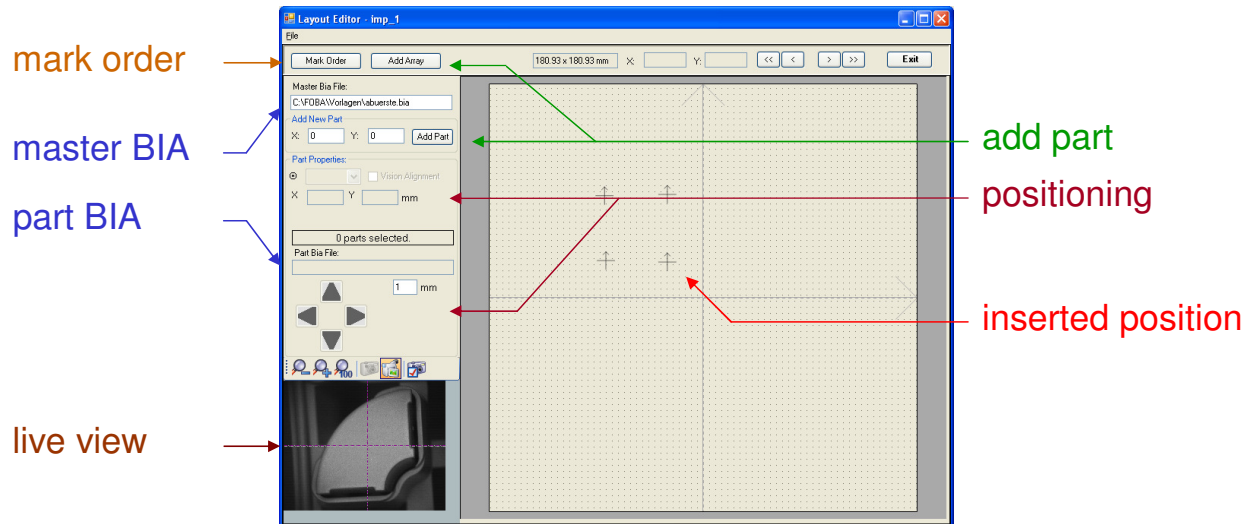 Layout Editor - imp_1
File
mark order
Mark Order
Add Array
180.93 x 180.93 mm
X:
Y:
<<
<
>
>>
Exit
Master Bia File:
C:\FOBA\Vorlagen\abuerste.bia
Add New Part
X: 0 Y: 0 Add Part
master BIA
add part
Part Properties:
Vision Alignment
X Y mm
positioning
part BIA
0 parts selected.
Part Bia File:
1 mm
inserted position
100
live view